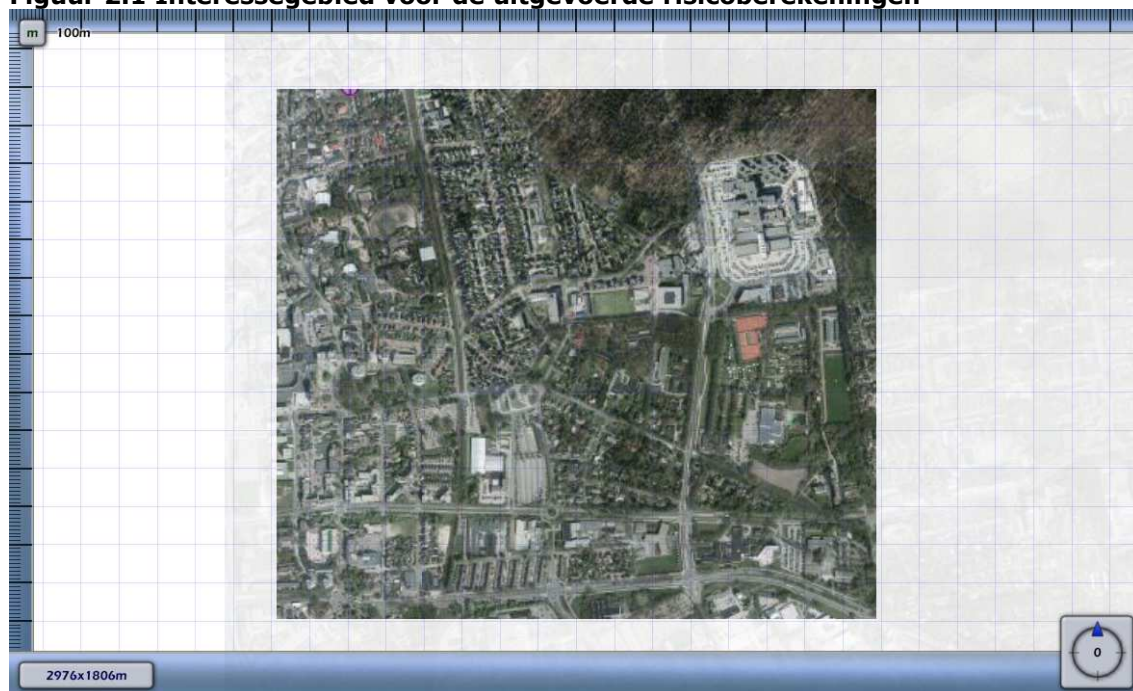 Figuur 2.1 Interessegebied voor de uitgevoerde risicoberekeningen
m 100m
0
2976x1806m